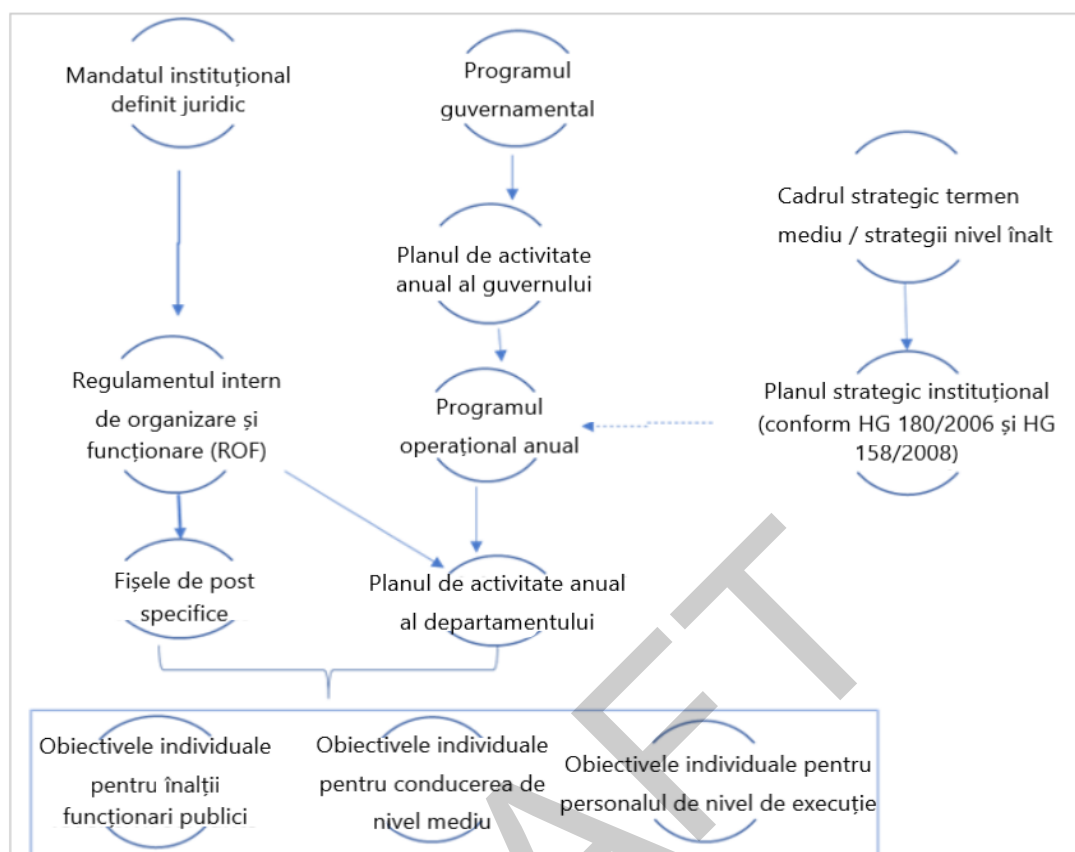 Mandatul instituțional
definit juridic
Programul
guvernamental
Cadrul strategic termen
mediu / strategii nivel înalt
Planul de activitate
anual al guvernului
Regulamentul intern
de organizare și
funcționare (ROF)
Programul
operațional anual
Planul strategic instituțional
(conform HG 180/2006 și HG
158/2008)
Fișele de post
specifice
Planul de activitate anual
al departamentului
Obiectivele individuale
pentru înalții
funcționari publici
Obiectivele individuale
pentru conducerea de
nivel mediu
Obiectivele individuale pentru
personalul de nivel de execuție
AFT